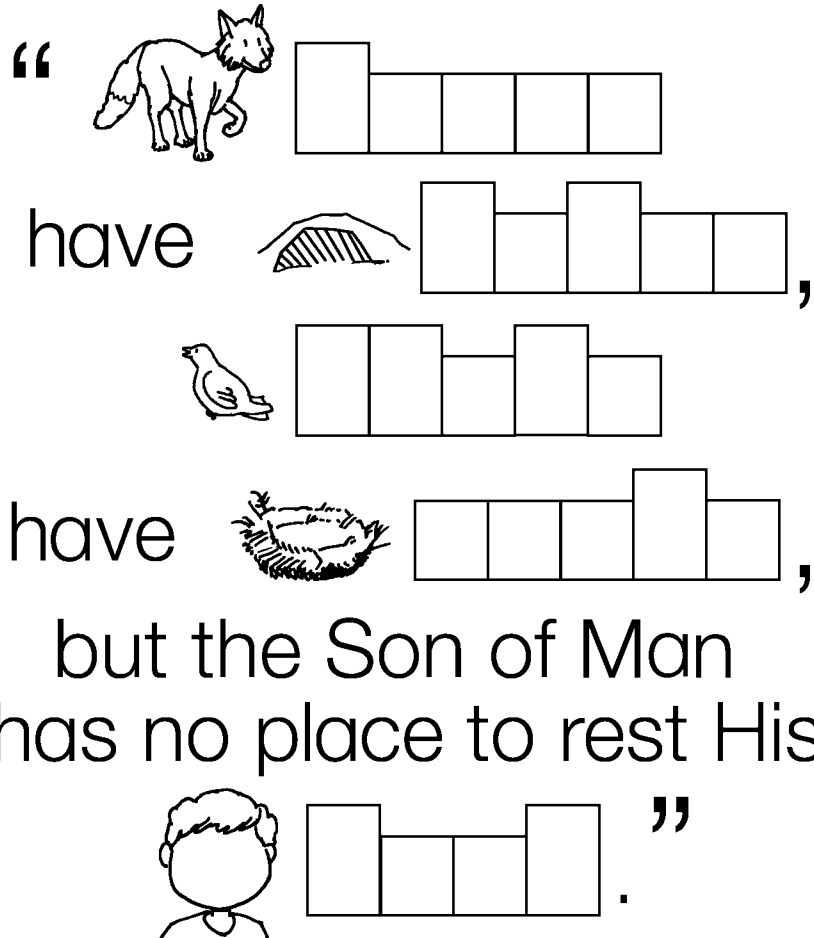 “
have ,
have ,
but the Son of Man
has no place to rest His
. ”